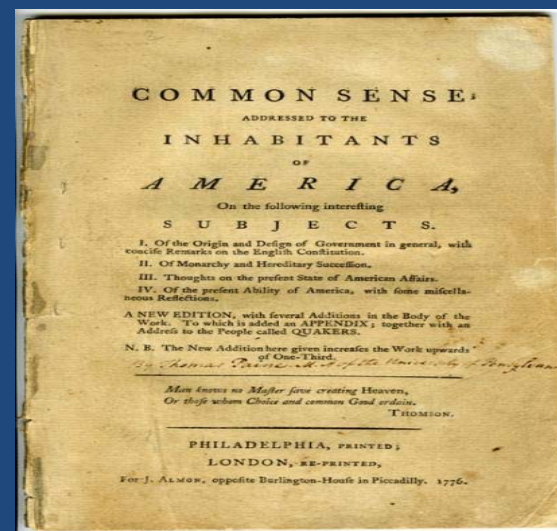 COMMON SENSE;
ADDRESSED TO THE
INHABITANTS
OF
AMERICA,
On the following interesting
SUBJECTS.
I. Of the Origin and Design of Government in general, with
concise Remarks on the English Constitution.
II. Of Monarchy and Hereditary Succession.
III. Thoughts on the present State of American Affairs.
IV. Of the present Ability of America, with some miscella-
neous Reflections.
A NEW EDITION, with several Additions in the Body of the
Work. To which is added an APPENDIX; together with an
Address to the People called QUAKERS.
N. B. The New Addition here given increases the Work upwards
of One-Third.
By Thomas Paine of the University of
Man knows no Master save creating Heaven,
Or those whom Choice and common Good ordain.
THOMSON.
PHILADELPHIA, PRINTED;
LONDON, RE-PRINTED,
For J. ALMON, opposite Burlington-House in Piccadilly. 1776.